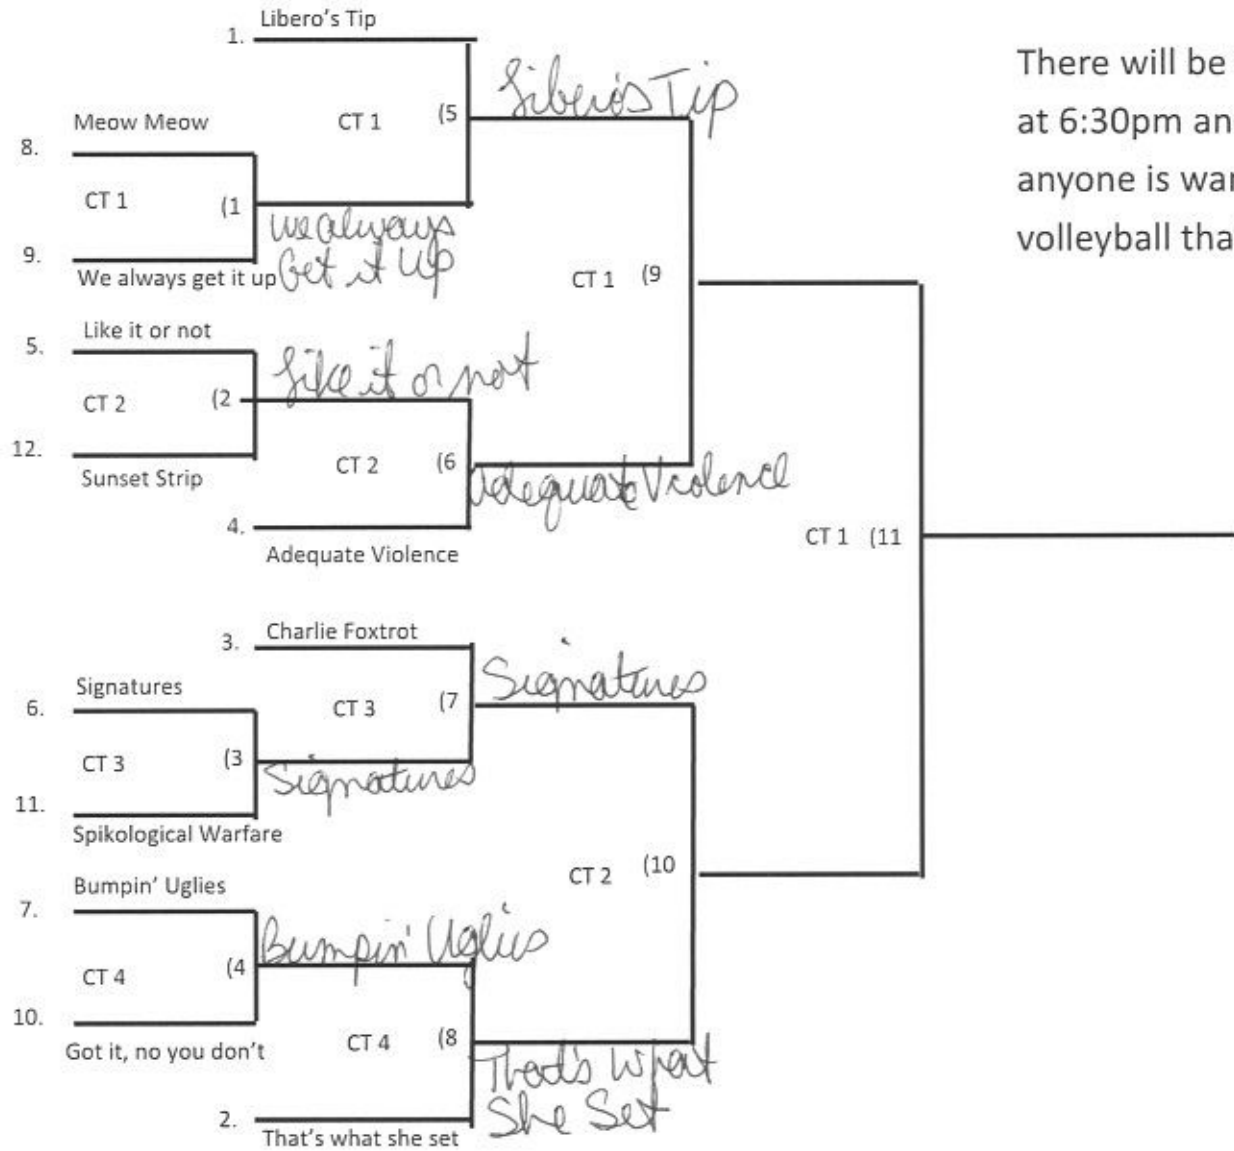 Libero's Tip
1.
Libero's Tip
There will be
at 6:30pm an
anyone is war
volleyball tha
CT 1 (5
Meow Meow
8.
CT 1 (1
we always
Get it Up
9.
We always get it up
CT 1 (9
Like it or not
5.
Like it or not
CT 2 (2
12.
Sunset Strip
CT 2 (6
Adequate Violence
4.
Adequate Violence
CT 1 (11
3.
Charlie Foxtrot
Signatures
Signatures
6.
CT 3 (7
CT 3 (3
Signatures
11.
Spikological Warfare
CT 2 (10
Bumpin' Uglies
7.
Bumpin' Uglies
CT 4 (4
10.
Got it, no you don't
CT 4 (8
That's What
She Set
2.
That's what she set